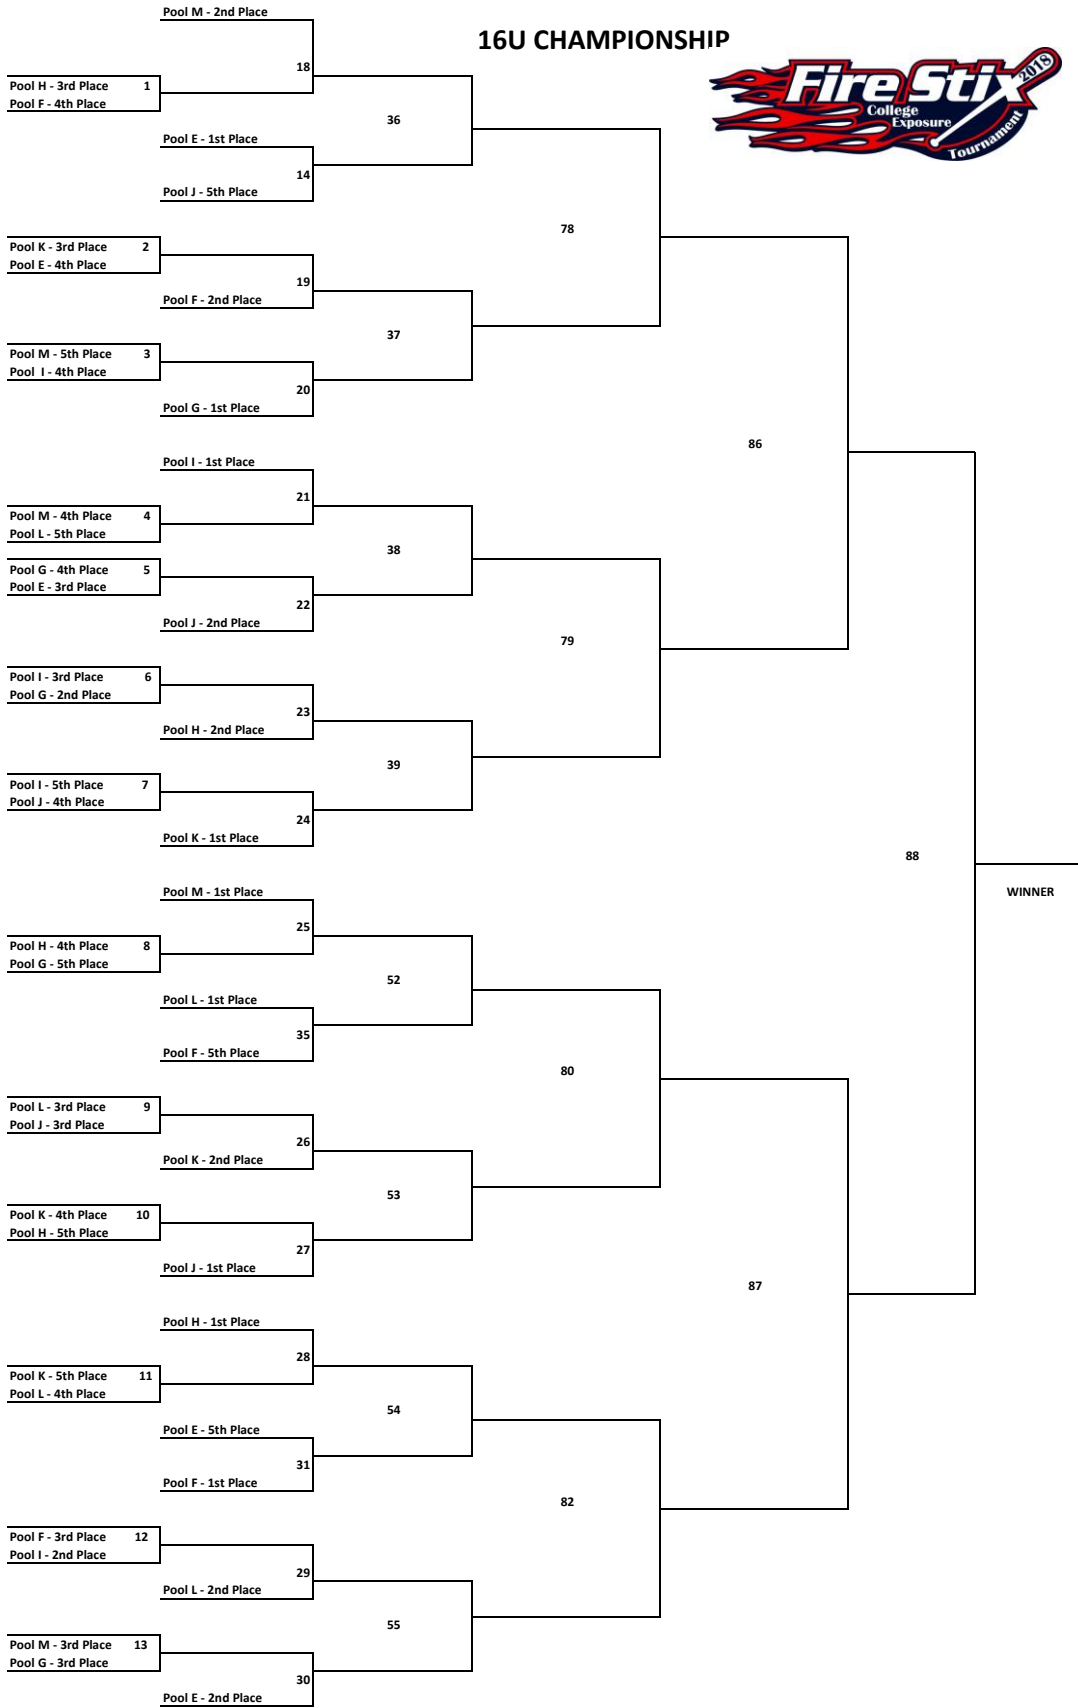 Pool M - 2nd Place
16U CHAMPIONSHIP
Fire Stix 2018
College
Exposure
Tournament
18
Pool H - 3rd Place 1
Pool F - 4th Place
36
Pool E - 1st Place
14
Pool J - 5th Place
78
Pool K - 3rd Place 2
Pool E - 4th Place
19
Pool F - 2nd Place
37
Pool M - 5th Place 3
Pool I - 4th Place
20
Pool G - 1st Place
86
Pool I - 1st Place
21
Pool M - 4th Place 4
Pool L - 5th Place
38
Pool G - 4th Place 5
Pool E - 3rd Place
22
Pool J - 2nd Place
79
Pool I - 3rd Place 6
Pool G - 2nd Place
23
Pool H - 2nd Place
39
Pool I - 5th Place 7
Pool J - 4th Place
24
Pool K - 1st Place
88
Pool M - 1st Place
WINNER
25
Pool H - 4th Place 8
Pool G - 5th Place
52
Pool L - 1st Place
35
Pool F - 5th Place
80
Pool L - 3rd Place 9
Pool J - 3rd Place
26
Pool K - 2nd Place
53
Pool K - 4th Place 10
Pool H - 5th Place
27
Pool J - 1st Place
87
Pool H - 1st Place
28
Pool K - 5th Place 11
Pool L - 4th Place
54
Pool E - 5th Place
31
Pool F - 1st Place
82
Pool F - 3rd Place 12
Pool I - 2nd Place
29
Pool L - 2nd Place
55
Pool M - 3rd Place 13
Pool G - 3rd Place
30
Pool E - 2nd Place